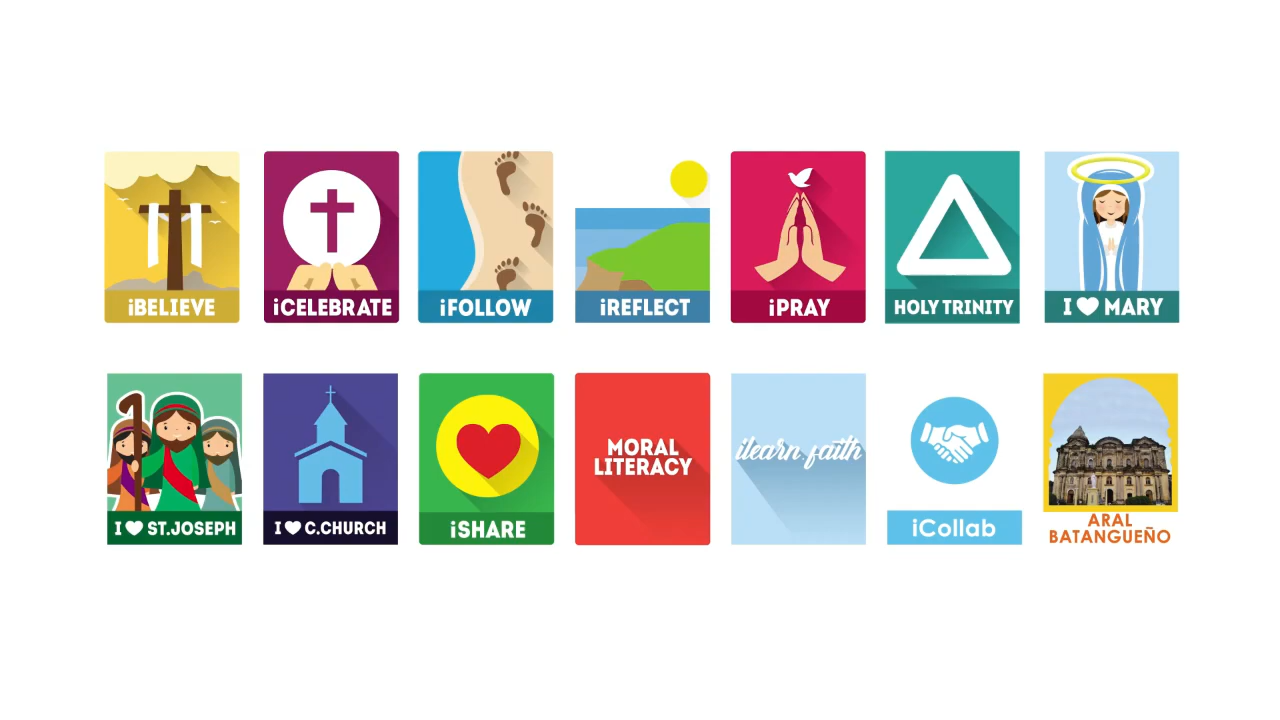 iBELIEVE
iCELEBRATE
iFOLLOW
iREFLECT
iPRAY
HOLY TRINITY
I ♥ MARY
I ♥ ST.JOSEPH
I ♥ C.CHURCH
iSHARE
MORAL
LITERACY
ilearn.faith
iCollab
ARAL
BATANGUEÑO